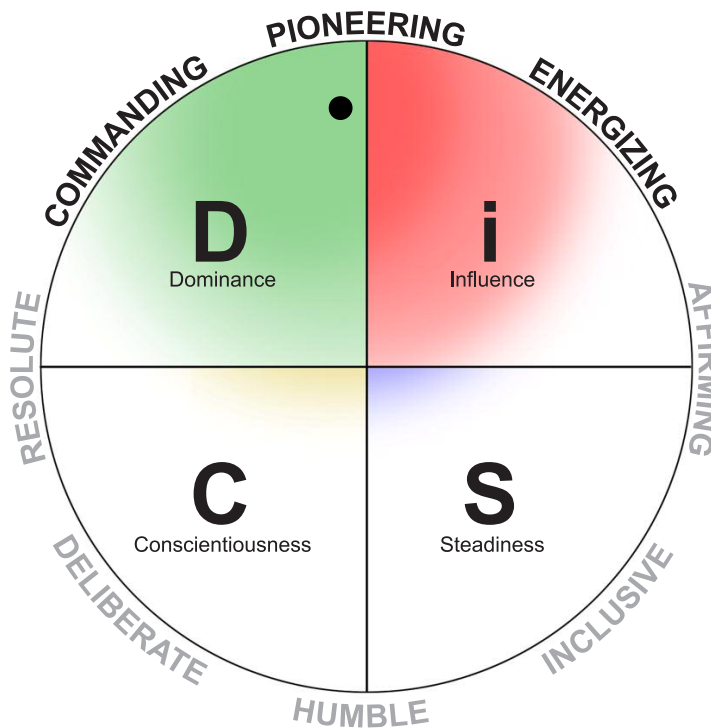 PIONEERING
COMMANDING
ENERGIZING
D
Dominance
i
Influence
RESOLUTE
AFFIRMING
C
Conscientiousness
S
Steadiness
DELIBERATE
INCLUSIVE
HUMBLE